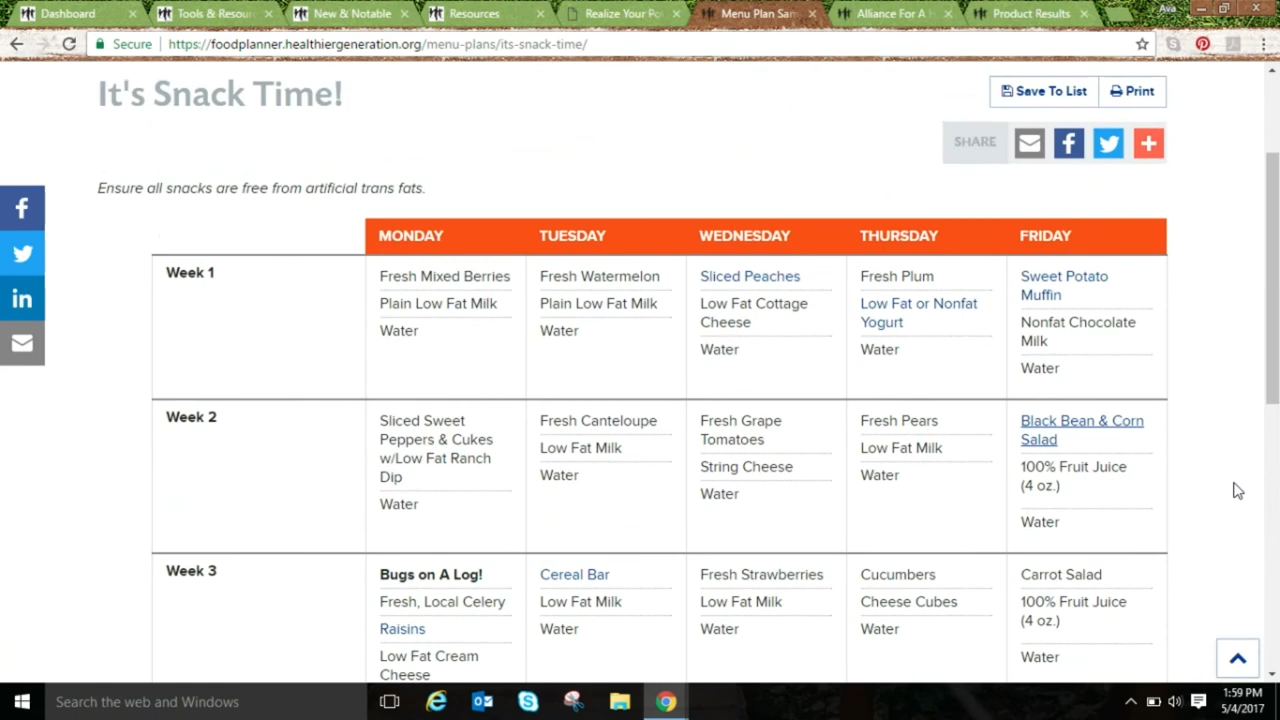 Dashboard
Tools & Resour
New & Notable
Resources
Realize Your Po
Menu Plan Sam
Alliance For A H
Product Results
Ava
Secure
https://foodplanner.healthiergeneration.org/menu-plans/its-snack-time/
It's Snack Time!
Save To List
Print
SHARE
Ensure all snacks are free from artificial trans fats.
MONDAY
TUESDAY
WEDNESDAY
THURSDAY
FRIDAY
Week 1
Fresh Mixed Berries
Plain Low Fat Milk
Water
Fresh Watermelon
Plain Low Fat Milk
Water
Sliced Peaches
Low Fat Cottage
Cheese
Water
Fresh Plum
Low Fat or Nonfat
Yogurt
Water
Sweet Potato
Muffin
Nonfat Chocolate
Milk
Water
Week 2
Sliced Sweet
Peppers & Cukes
w/Low Fat Ranch
Dip
Water
Fresh Canteloupe
Low Fat Milk
Water
Fresh Grape
Tomatoes
String Cheese
Water
Fresh Pears
Low Fat Milk
Water
Black Bean & Corn
Salad
100% Fruit Juice
(4 oz.)
Water
Week 3
Bugs on A Log!
Fresh, Local Celery
Raisins
Low Fat Cream
Cheese
Cereal Bar
Low Fat Milk
Water
Fresh Strawberries
Low Fat Milk
Water
Cucumbers
Cheese Cubes
Water
Carrot Salad
100% Fruit Juice
(4 oz.)
Water
Search the web and Windows
1:59 PM
5/4/2017